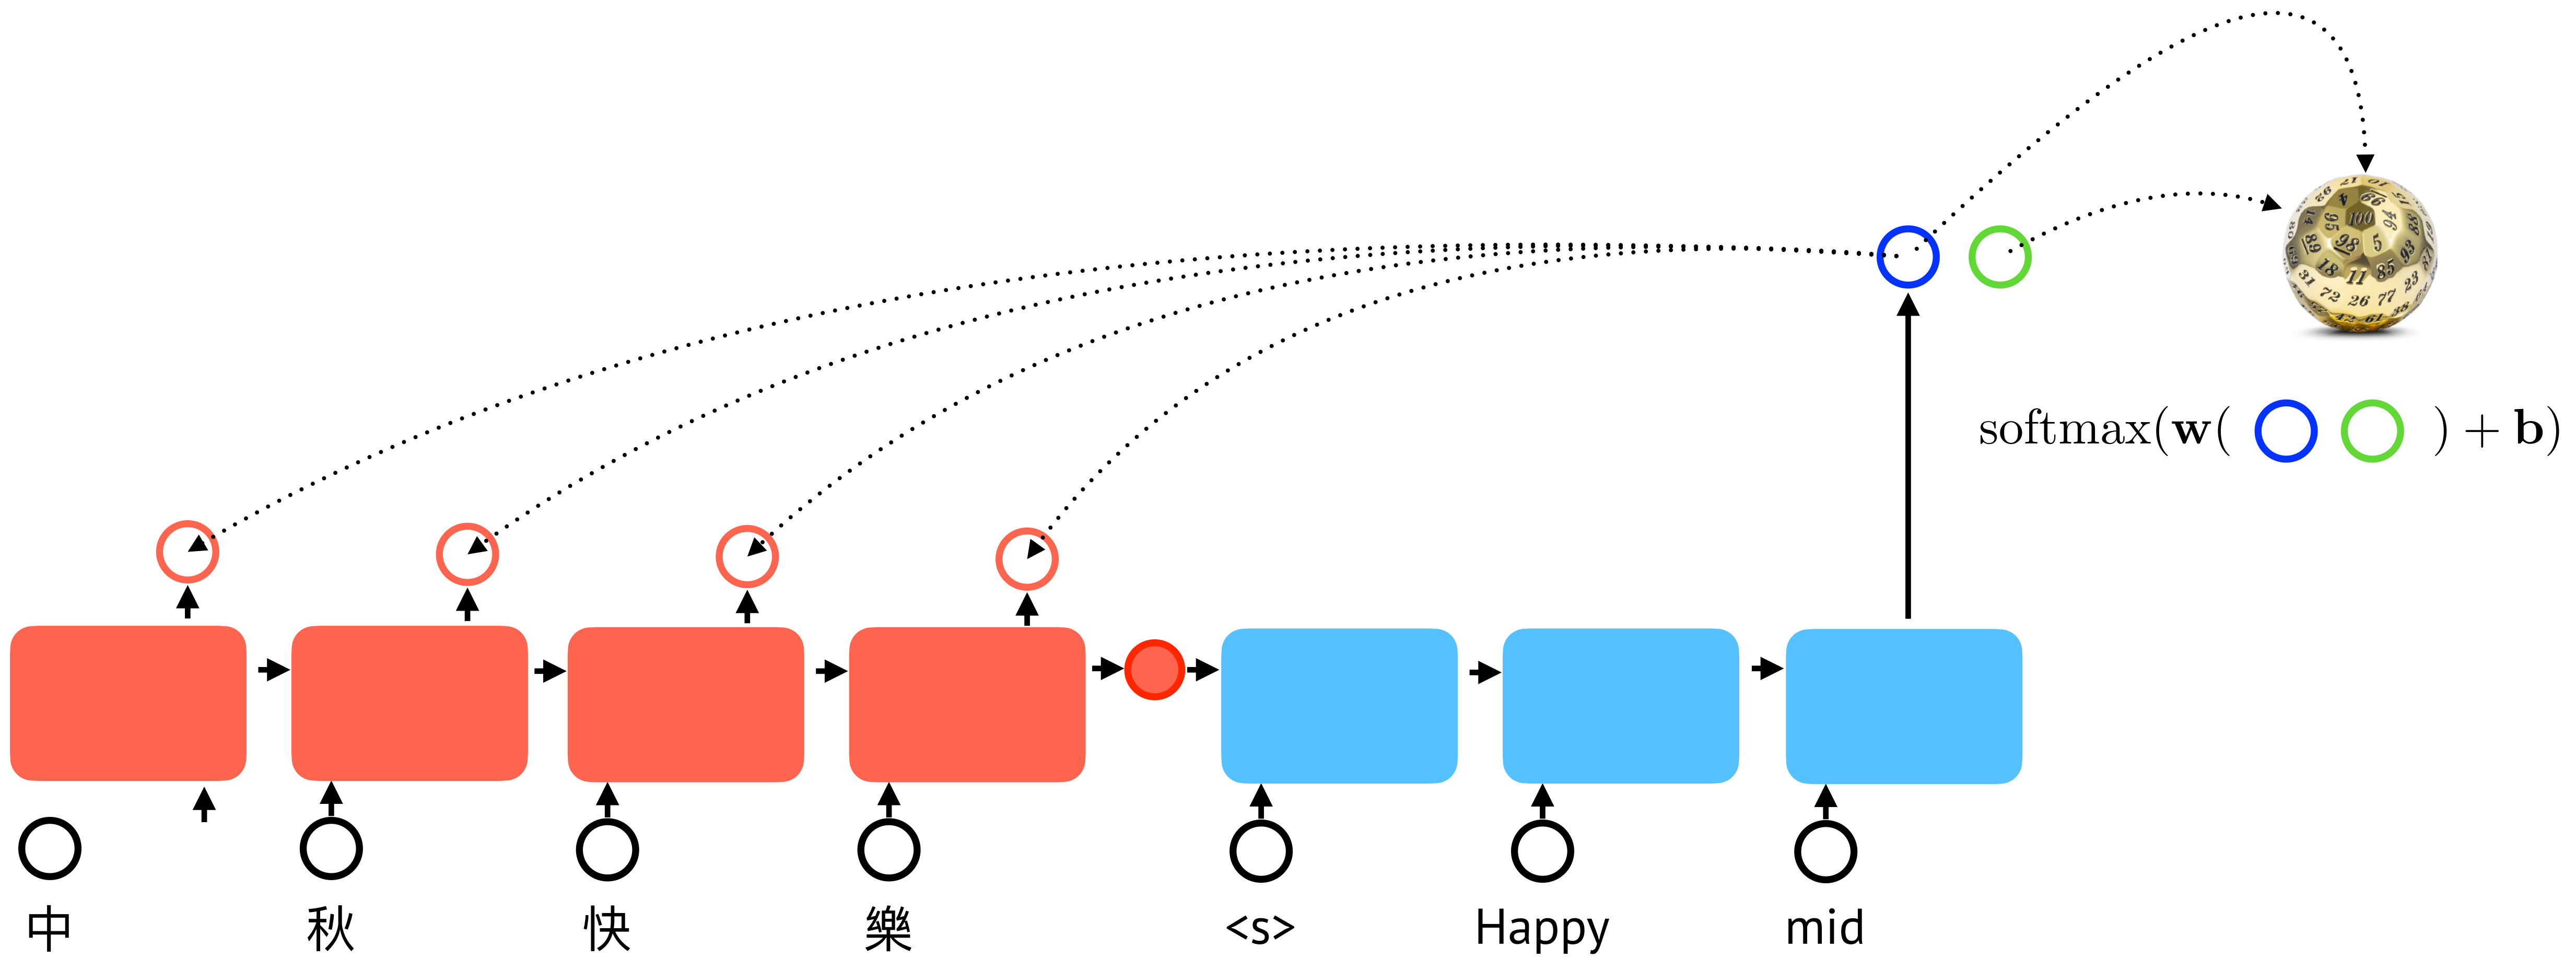 softmax(w( ) + b)
中 秋 快 樂 <s> Happy mid